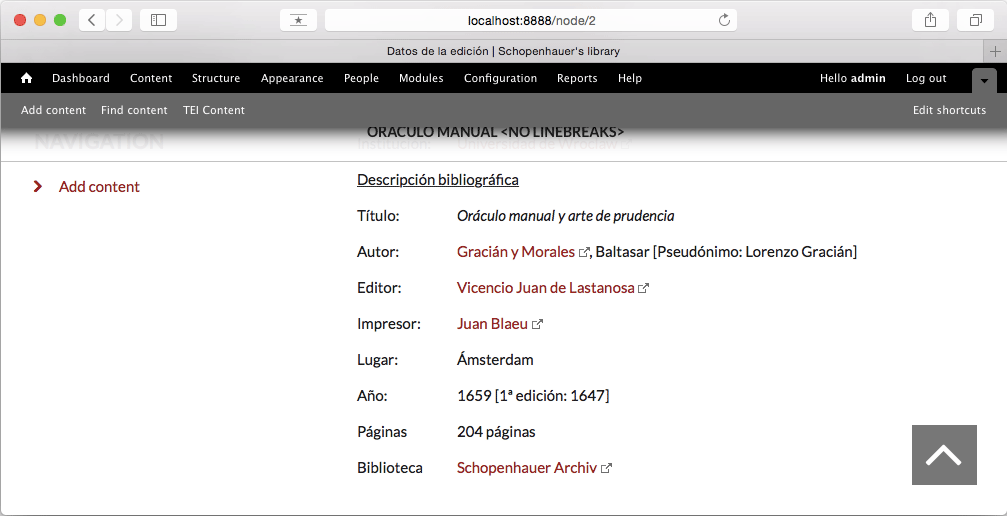 localhost:8888/node/2
Datos de la edición | Schopenhauer's library
Dashboard Content Structure Appearance People Modules Configuration Reports Help Hello admin Log out
Add content Find content TEI Content Edit shortcuts
NAVIGATION
ORÁCULO MANUAL <NO LINEBREAKS>
Institución: Universidad de Wrocław
Add content
Descripción bibliográfica
Título: Oráculo manual y arte de prudencia
Autor: Gracián y Morales, Baltasar [Pseudónimo: Lorenzo Gracián]
Editor: Vicencio Juan de Lastanosa
Impresor: Juan Blaeu
Lugar: Ámsterdam
Año: 1659 [1ª edición: 1647]
Páginas 204 páginas
Biblioteca Schopenhauer Archiv